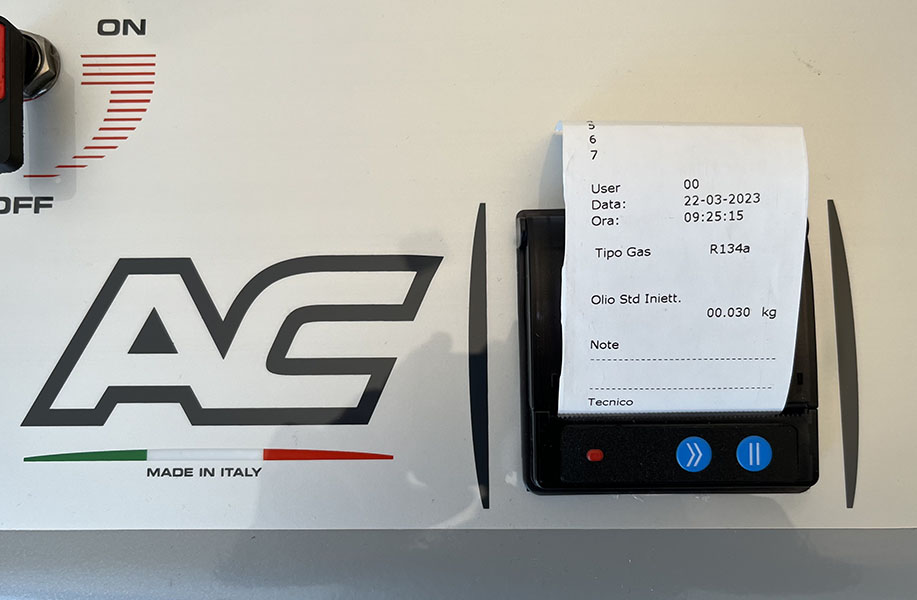 ON
OFF
AC
MADE IN ITALY
5
6
7
User 00
Data: 22-03-2023
Ora: 09:25:15
Tipo Gas R134a
Olio Std Iniett.
00.030 kg
Note
Tecnico